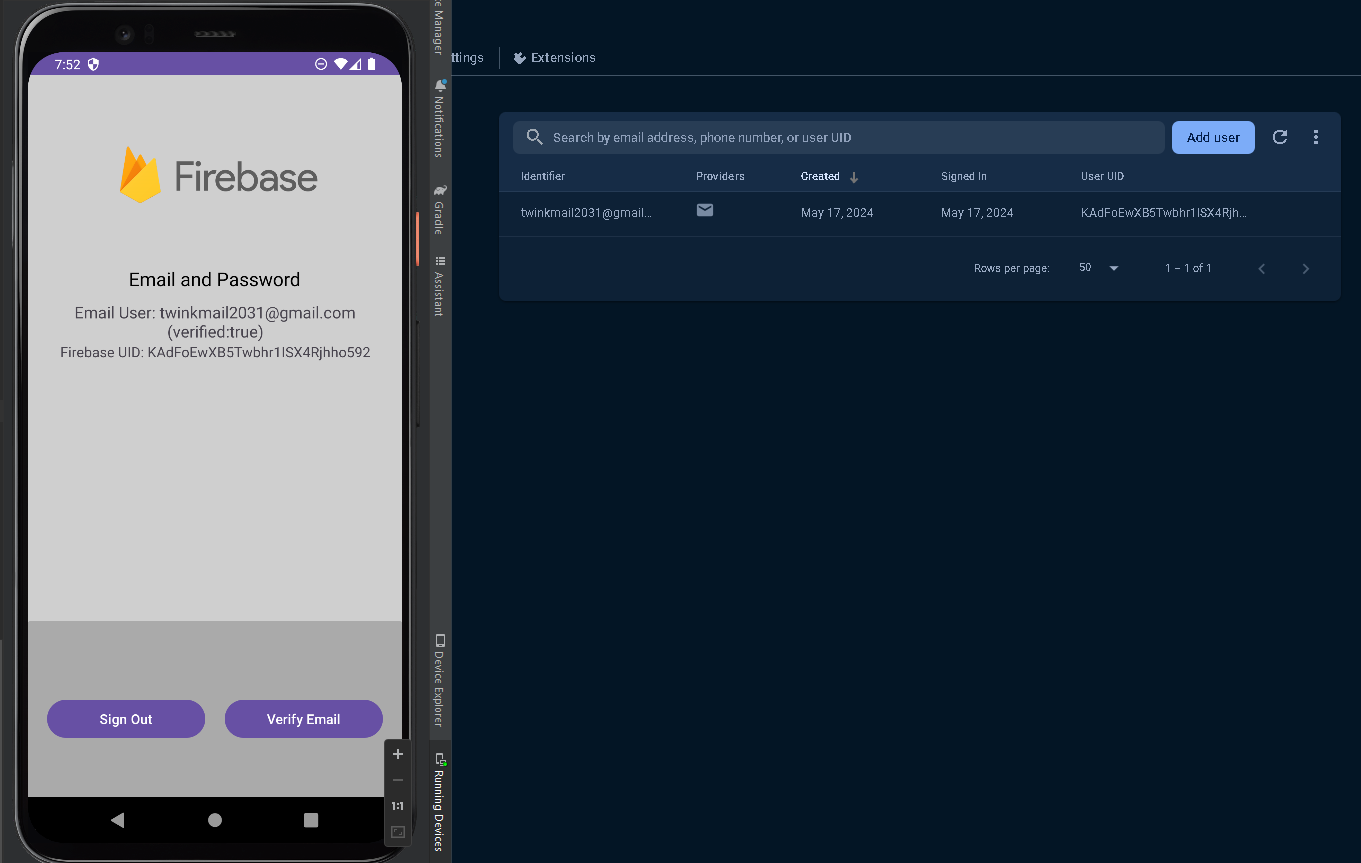 7:52
Firebase
Email and Password
Email User: twinkmail2031@gmail.com
(verified:true)
Firebase UID: KAdFoEwXB5Twbhr1ISX4Rjhho592
Sign Out
Verify Email
1:1
e Manager
Notifications
Gradle
Assistant
Device Explorer
Running Devices
ttings
Extensions
Search by email address, phone number, or user UID
Add user
Identifier
Providers
Created
Signed In
User UID
twinkmail2031@gmail...
May 17, 2024
May 17, 2024
KAdFoEwXB5Twbhr1ISX4Rjh...
Rows per page:
50
1 – 1 of 1